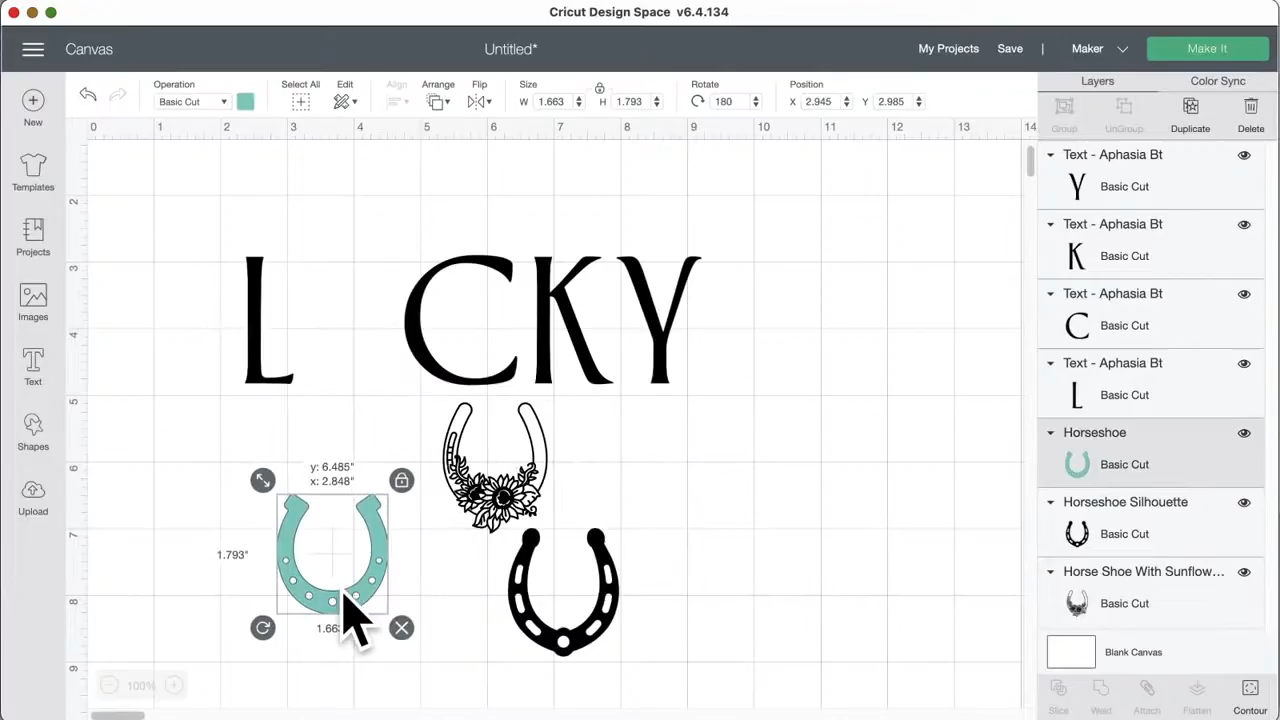 Cricut Design Space v6.4.134
Canvas
Untitled*
My Projects
Save
|
Maker
Make It
Operation
Basic Cut
Select All
Edit
Align
Arrange
Flip
Size
W 1.663
H 1.793
Rotate
180
Position
X 2.945
Y 2.985
Layers
Color Sync
Group
UnGroup
Duplicate
Delete
New
Templates
Projects
Images
Text
Shapes
Upload
0 1 2 3 4 5 6 7 8 9 10 11 12 13 14
2
3
4
5
6
7
8
9
L CKY
y: 6.485"
x: 2.848"
1.793"
100%
Text - Aphasia Bt
Y Basic Cut
Text - Aphasia Bt
K Basic Cut
Text - Aphasia Bt
C Basic Cut
Text - Aphasia Bt
L Basic Cut
Horseshoe
Basic Cut
Horseshoe Silhouette
Basic Cut
Horse Shoe With Sunflow...
Basic Cut
Blank Canvas
Slice
Weld
Attach
Flatten
Contour